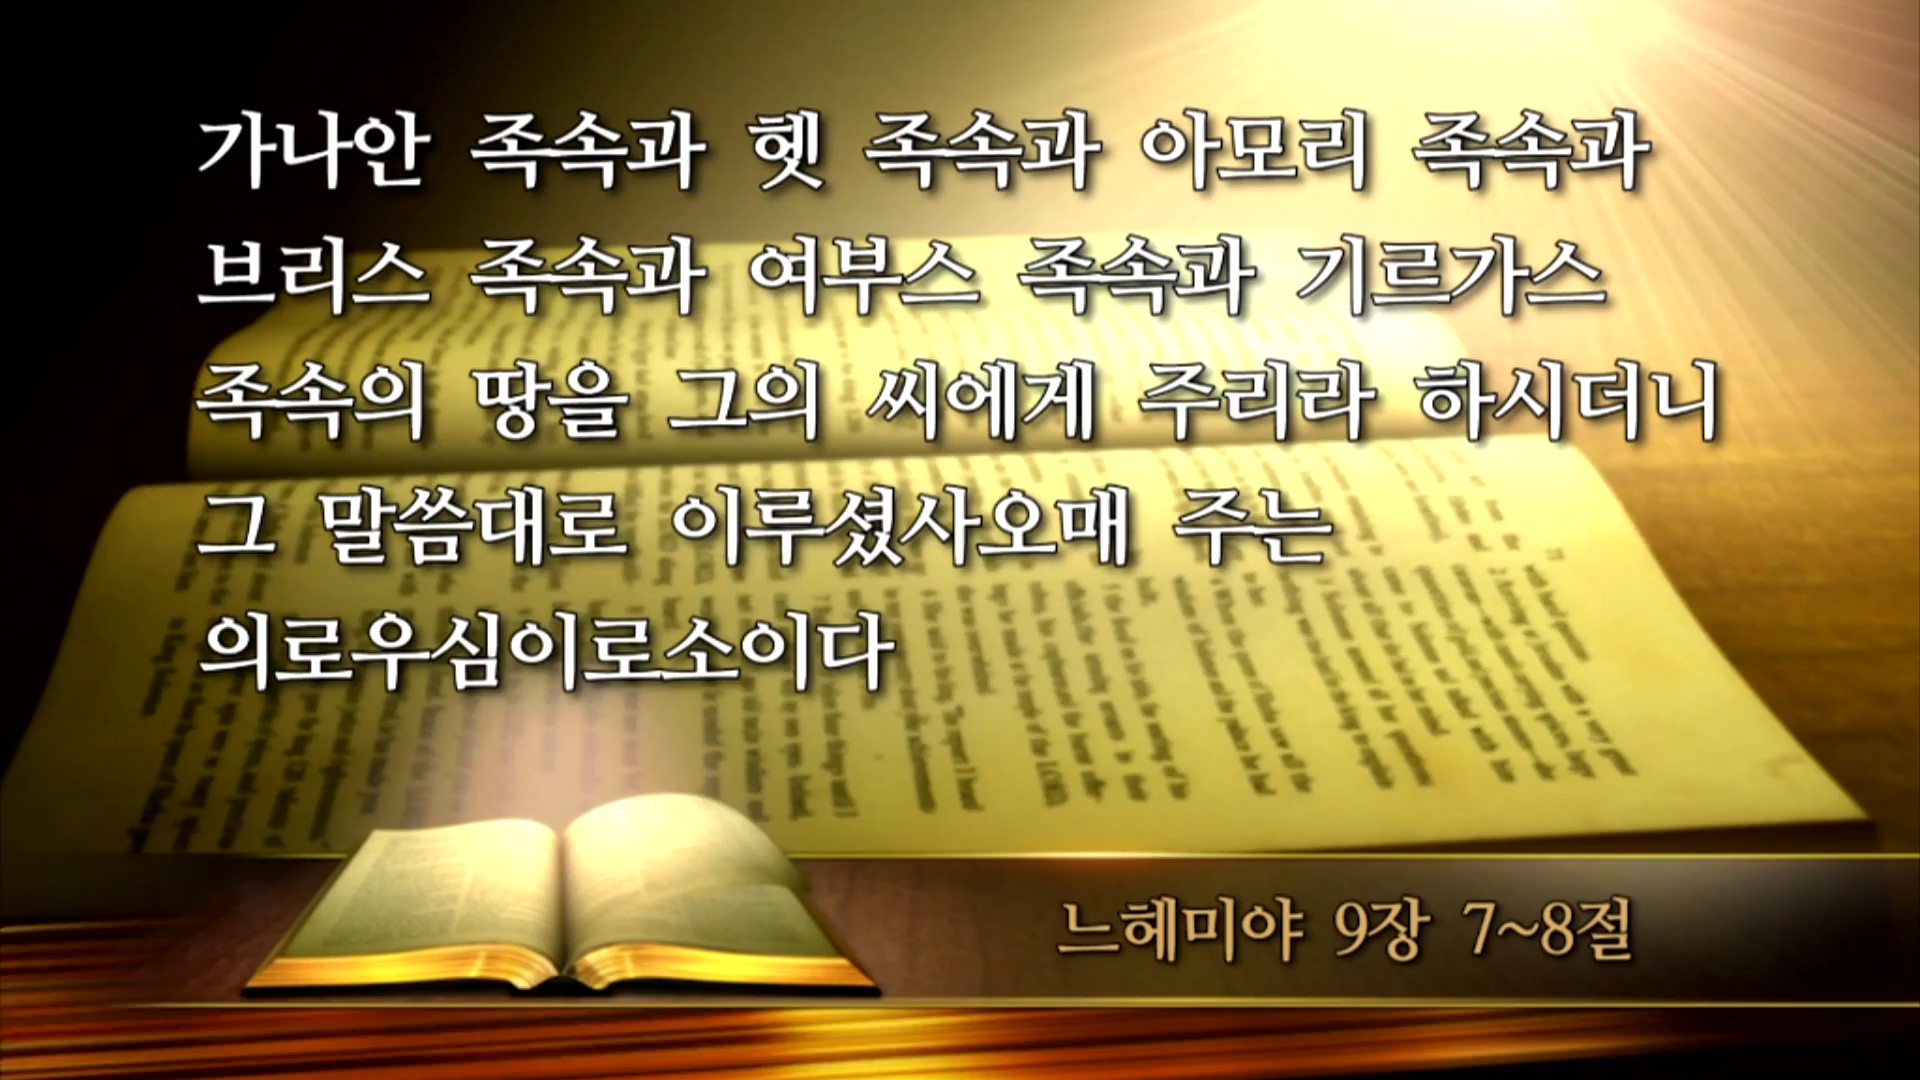 가나안 족속과 헷 족속과 아모리 족속과
브리스 족속과 여부스 족속과 기르가스
족속의 땅을 그의 씨에게 주리라 하시더니
그 말씀대로 이루셨사오매 주는
의로우심이로소이다
느헤미야 9장 7~8절